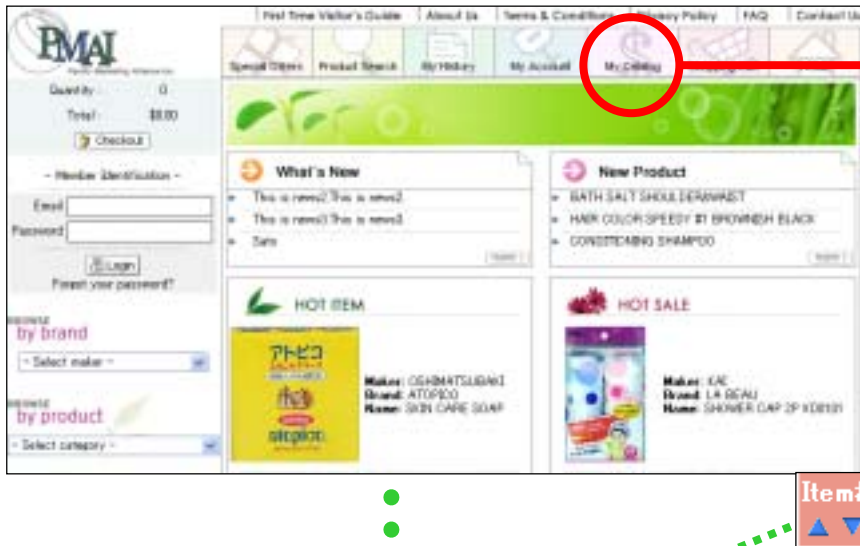 First Time Visitor's Guide | About Us | Terms & Conditions | Privacy Policy | FAQ | Contact Us
PMAI
Special Offers Product Search My History My Account My Catalog
Quantity : 0
Total : $0.00
Checkout
- Member Identification -
Email
Password
Login
Forgot your password?
BROWSE
by brand
- Select maker -
BROWSE
by product
- Select category -
What's New
This is news2.This is news2.
This is news3.This is news3.
Sale
New Product
BATH SALT SHOULDER&WAIST
HAIR COLOR SPEEDY #1 BROWNISH BLACK
CONDITIONING SHAMPOO
HOT ITEM
アトピコ
atopico
Maker: OSHIMATSUBAKI
Brand: ATOPICO
Name: SKIN CARE SOAP
HOT SALE
Maker: KAE
Brand: LA BEAU
Name: SHOWER CAP 2P
Item#